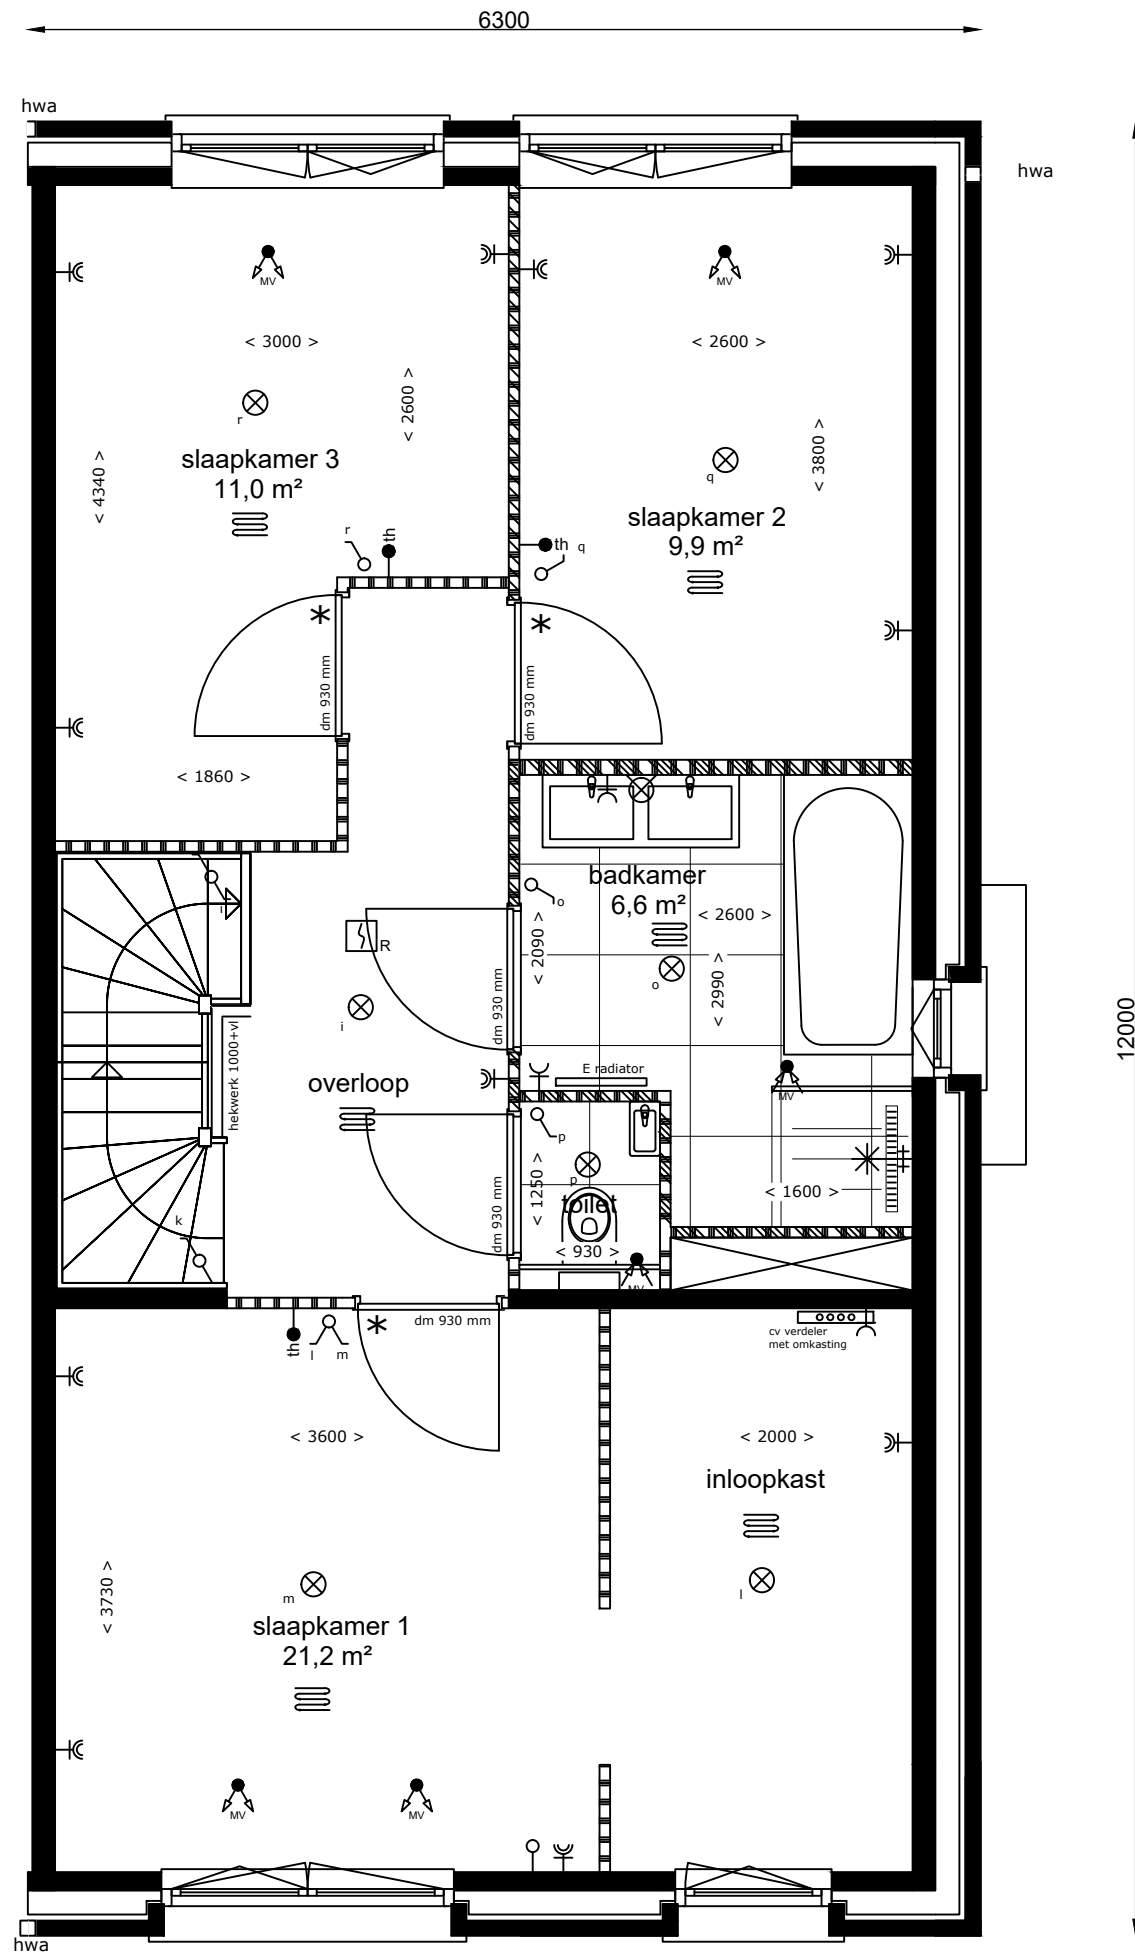 6300
hwa
hwa
MV
MV
< 3000 >
< 2600 >
< 2600 >
r
< 3800 >
slaapkamer 3
11,0 m²
< 4340 >
q
slaapkamer 2
9,9 m²
r
th
th q
dm 930 mm
dm 930 mm
< 1860 >
badkamer
6,6 m²
i
o
< 2600 >
R
< 2090 >
< 2990 >
o
dm 930 mm
i
12000
hekwerk 1000+vl
overloop
E radiator
MV
p
p
< 1250 >
toilet
< 1600 >
dm 930 mm
k
< 930 >
MV
th
l m
dm 930 mm
cv verdeler
met omkasting
< 3600 >
< 2000 >
inloopkast
< 3730 >
m
l
slaapkamer 1
21,2 m²
MV
MV
hwa